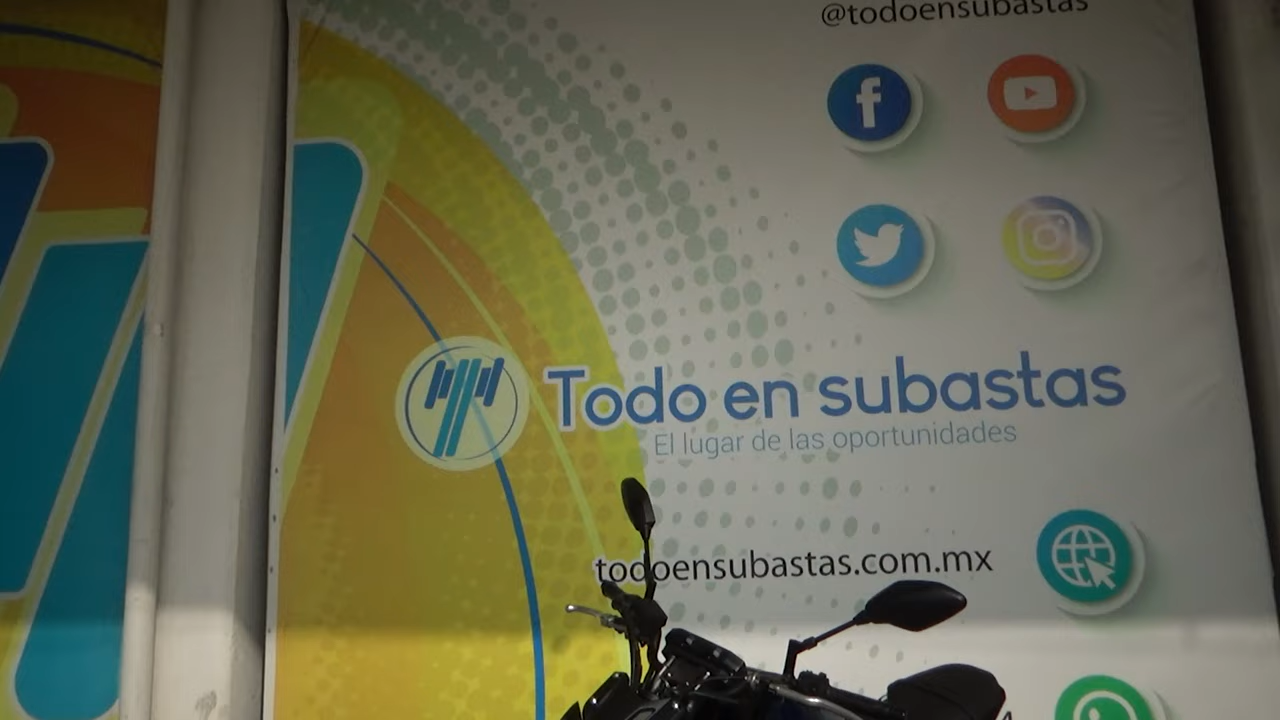 @todoensubastas
Todo en subastas
El lugar de las oportunidades
todoensubastas.com.mx